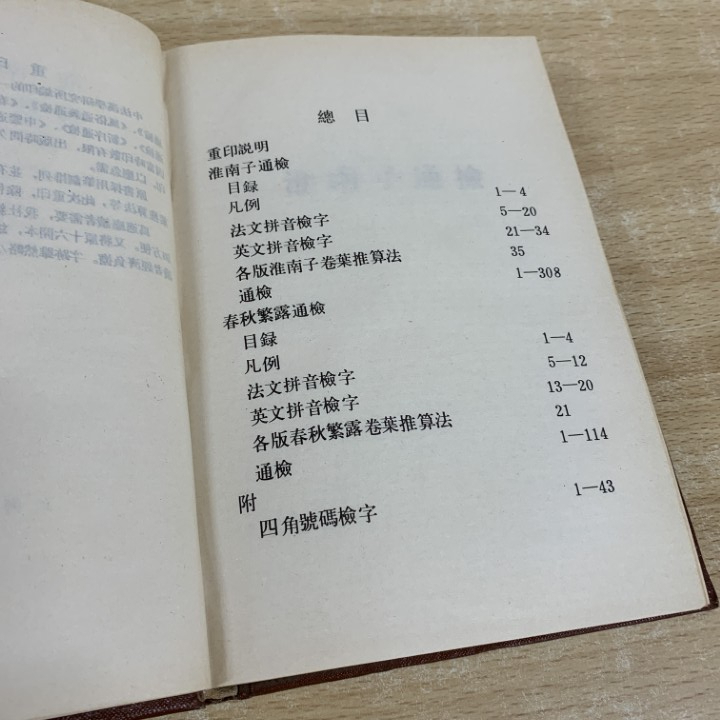 總目
重印説明
淮南子通檢
目録
凡例 1—4
法文拼音檢字 5—20
英文拼音檢字 21—34
各版淮南子卷葉推算法 35
通檢 1—308
春秋繁露通檢
目録
凡例 1—4
法文拼音檢字 5—12
英文拼音檢字 13—20
各版春秋繁露卷葉推算法 21
通檢 1—114
附
四角號碼檢字 1—43